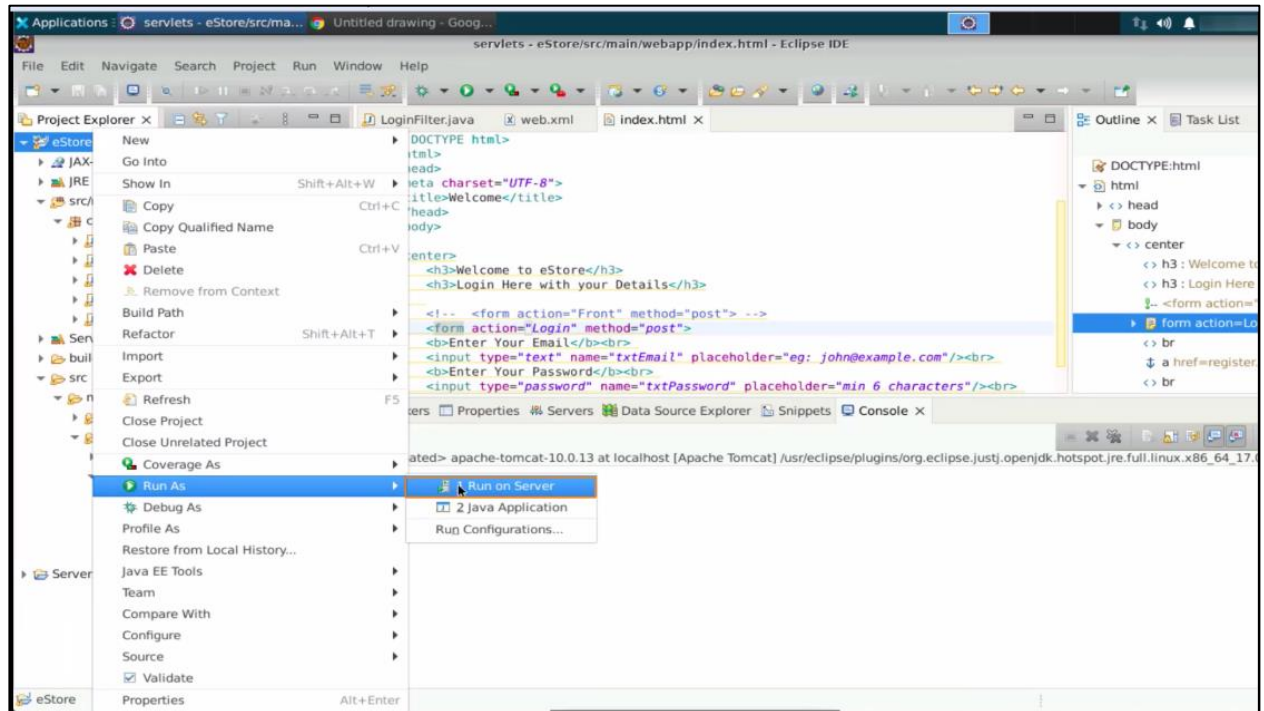 Applications servlets - eStore/src/ma... Untitled drawing - Goog...
servlets - eStore/src/main/webapp/index.html - Eclipse IDE
File Edit Navigate Search Project Run Window Help
Project Explorer LoginFilter.java web.xml index.html Outline Task List
eStore
JAX-
JRE
src/
c
Serv
buil
src
Server
New
Go Into
Show In Shift+Alt+W
Copy Ctrl+C
Copy Qualified Name
Paste Ctrl+V
Delete
Remove from Context
Build Path
Refactor Shift+Alt+T
Import
Export
Refresh F5
Close Project
Close Unrelated Project
Coverage As
Run As
Debug As
Profile As
Restore from Local History...
Java EE Tools
Team
Compare With
Configure
Source
Validate
Properties Alt+Enter
Run on Server
2 Java Application
Run Configurations...
DOCTYPE html>
tml>
ead>
eta charset="UTF-8">
itle>Welcome</title>
head>
ody>
enter>
<h3>Welcome to eStore</h3>
<h3>Login Here with your Details</h3>
<!-- <form action="Front" method="post"> -->
<form action="Login" method="post">
<b>Enter Your Email</b><br>
<input type="text" name="txtEmail" placeholder="eg: john@example.com"/><br>
<b>Enter Your Password</b><br>
<input type="password" name="txtPassword" placeholder="min 6 characters"/><br>
DOCTYPE:html
html
head
body
center
h3 : Welcome to
h3 : Login Here
<form action="
form action=Lo
br
a href=register.
br
kers Properties Servers Data Source Explorer Snippets Console
ated> apache-tomcat-10.0.13 at localhost [Apache Tomcat] /usr/eclipse/plugins/org.eclipse.justj.openjdk.hotspot.jre.full.linux.x86_64_17.0
eStore